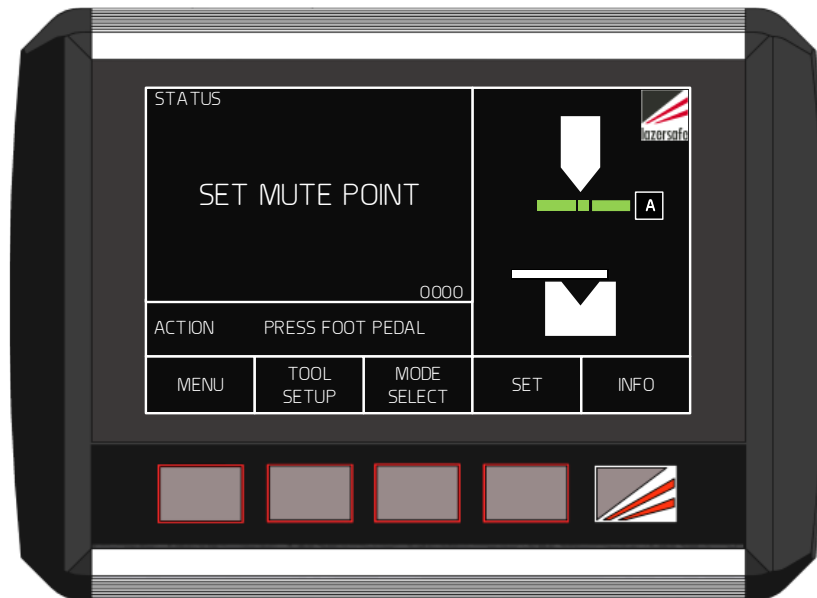 STATUS
lazersafe
SET MUTE POINT
A
0000
ACTION PRESS FOOT PEDAL
MENU
TOOL
SETUP
MODE
SELECT
SET
INFO